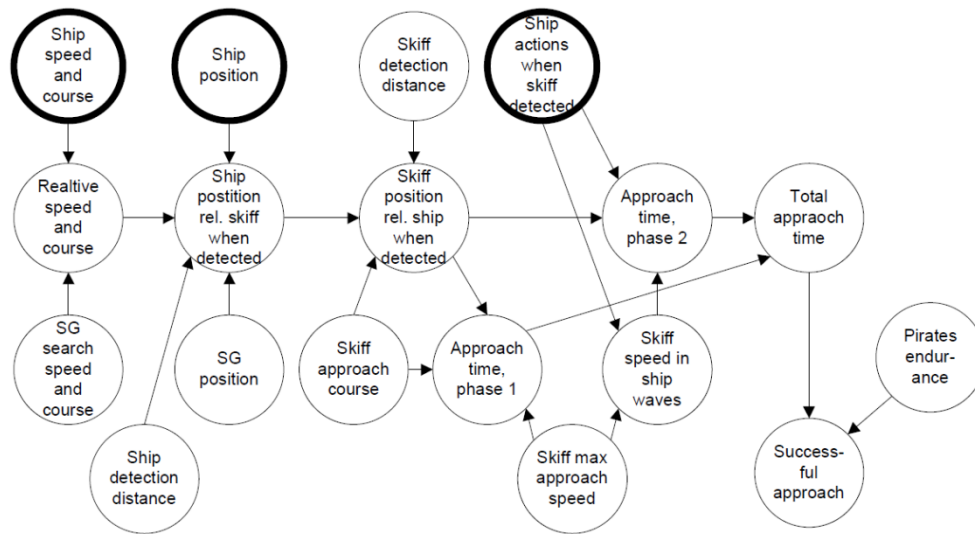 Ship
speed
and
course
Ship
position
Skiff
detection
distance
Ship
actions
when
skiff
detected
Realtive
speed
and
course
Ship
postition
rel. skiff
when
detected
Skiff
position
rel. ship
when
detected
Approach
time,
phase 2
Total
appraoch
time
SG
search
speed
and
course
SG
position
Skiff
approach
course
Approach
time,
phase 1
Skiff
speed in
ship
waves
Pirates
endur-
ance
Ship
detection
distance
Skiff max
approach
speed
Success-
ful
approach